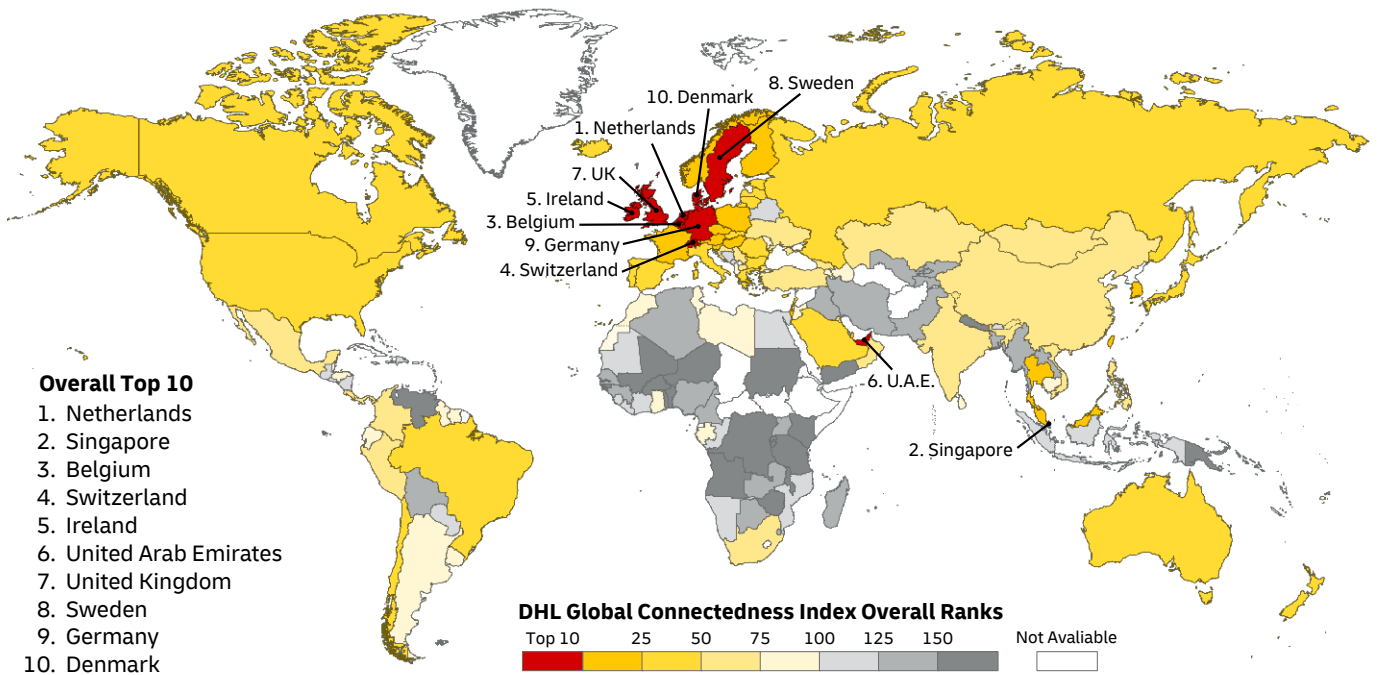 8. Sweden
10. Denmark
1. Netherlands
7. UK
5. Ireland
3. Belgium
9. Germany
4. Switzerland
6. U.A.E.
2. Singapore
Overall Top 10
1. Netherlands
2. Singapore
3. Belgium
4. Switzerland
5. Ireland
6. United Arab Emirates
7. United Kingdom
8. Sweden
9. Germany
10. Denmark
DHL Global Connectedness Index Overall Ranks
Top 10 25 50 75 100 125 150 Not Avaliable